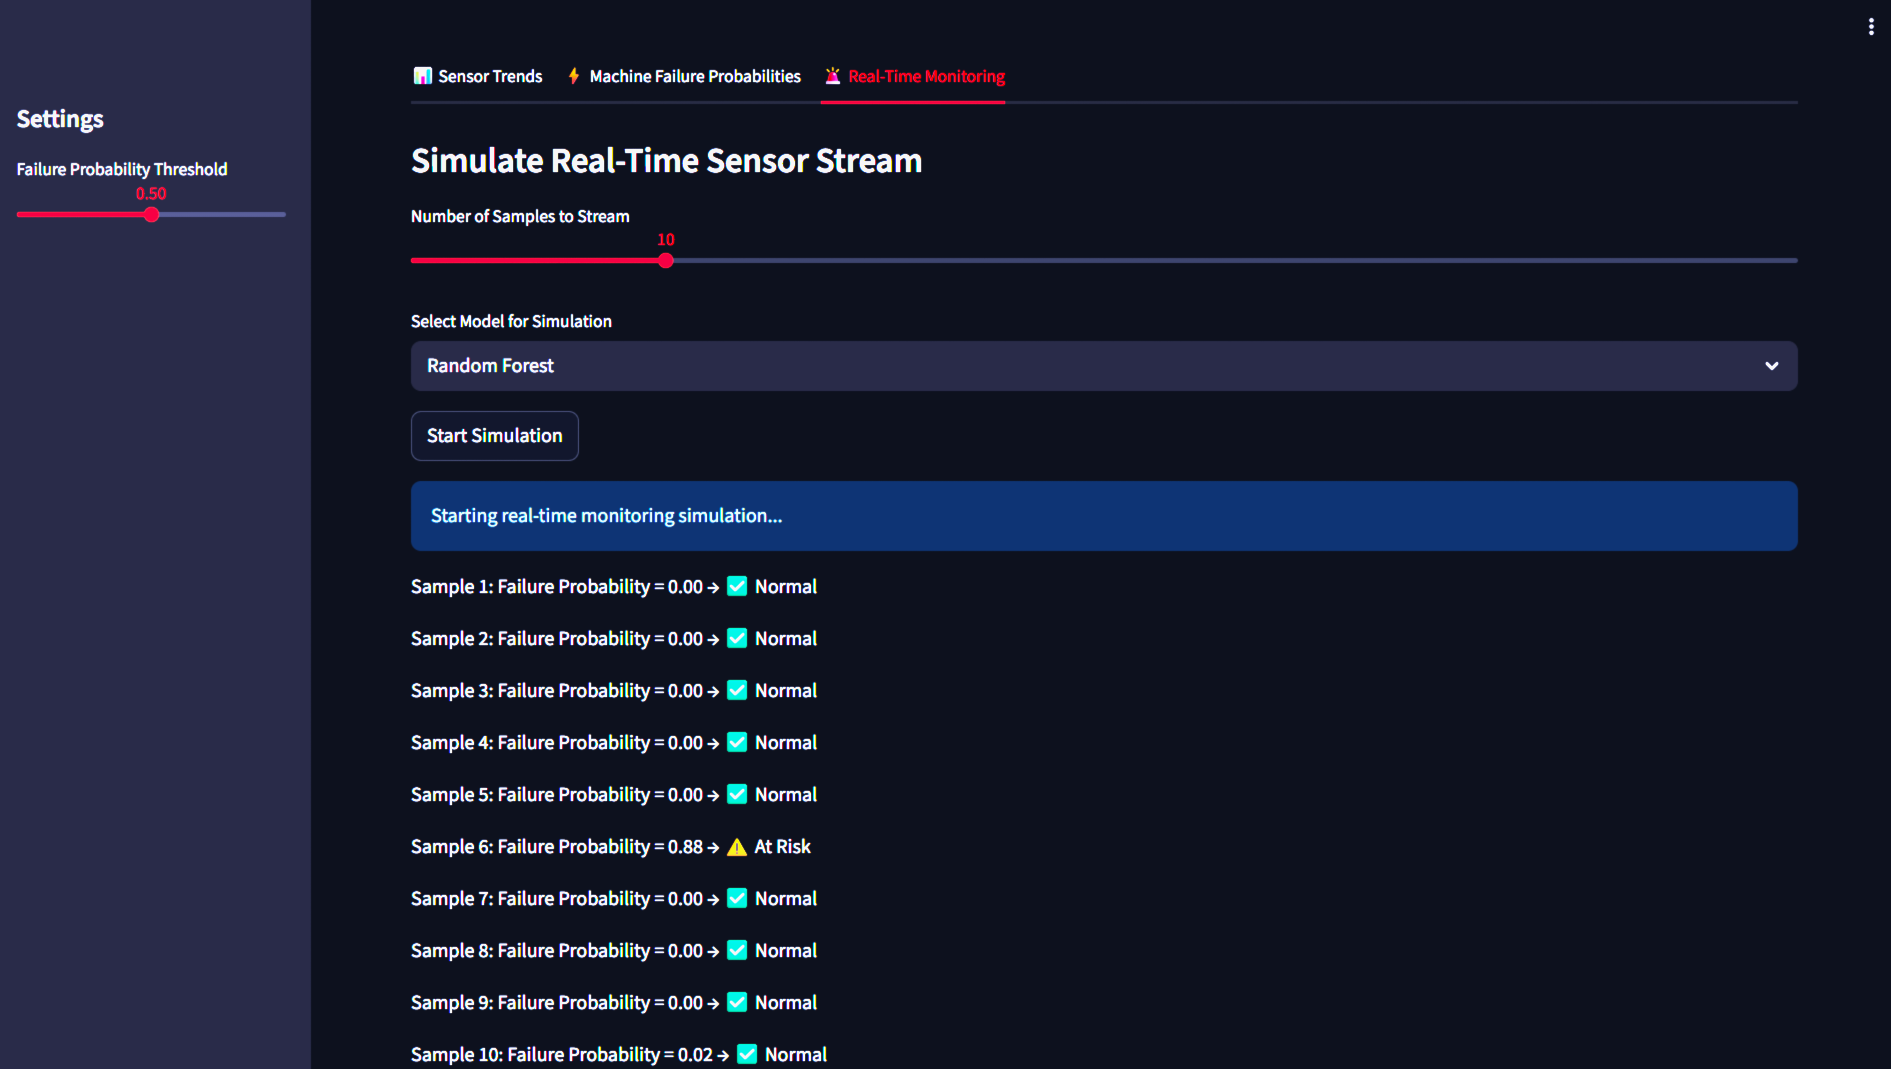 Settings
Failure Probability Threshold
0.50
📊 Sensor Trends ⚡ Machine Failure Probabilities 🚨 Real-Time Monitoring
Simulate Real-Time Sensor Stream
Number of Samples to Stream
10
Select Model for Simulation
Random Forest
Start Simulation
Starting real-time monitoring simulation...
Sample 1: Failure Probability = 0.00 → ✅ Normal
Sample 2: Failure Probability = 0.00 → ✅ Normal
Sample 3: Failure Probability = 0.00 → ✅ Normal
Sample 4: Failure Probability = 0.00 → ✅ Normal
Sample 5: Failure Probability = 0.00 → ✅ Normal
Sample 6: Failure Probability = 0.88 → ⚠️ At Risk
Sample 7: Failure Probability = 0.00 → ✅ Normal
Sample 8: Failure Probability = 0.00 → ✅ Normal
Sample 9: Failure Probability = 0.00 → ✅ Normal
Sample 10: Failure Probability = 0.02 → ✅ Normal